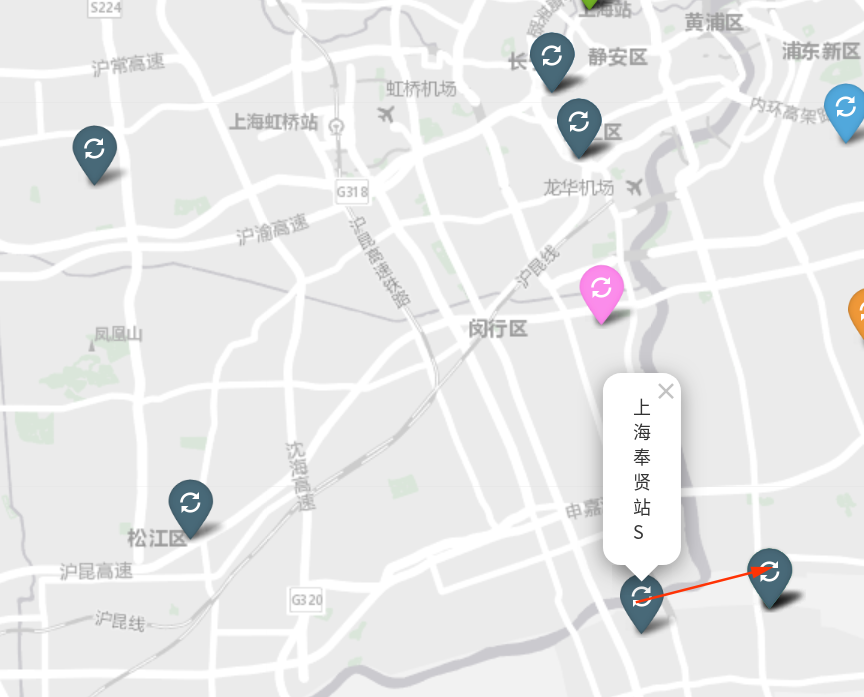 S224
上海站
黄浦区
静安区
浦东新区
沪常高速
虹桥机场
上海虹桥站
内环高架路
区
G318
龙华机场
沪渝高速
沪昆高速铁路
沪昆线
凤凰山
闵行区
上
海
奉
贤
站
S
沈海高速
申嘉
松江区
沪昆高速
G320
沪昆线